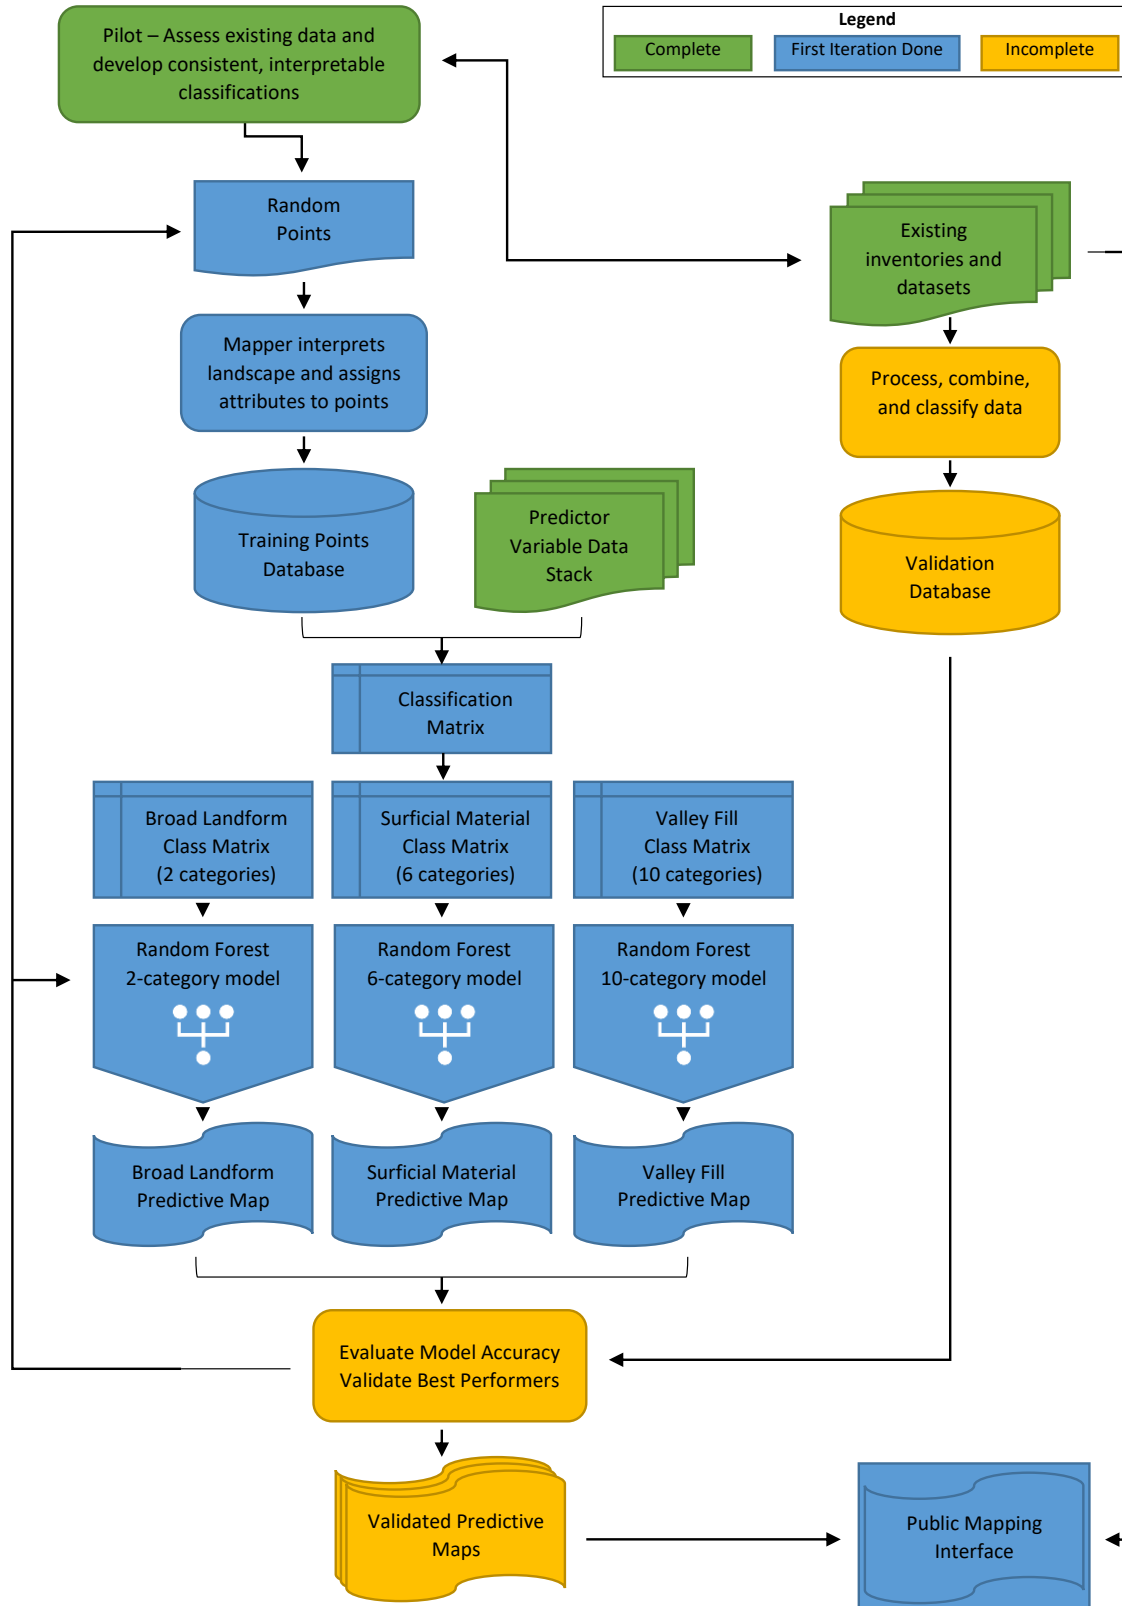 Pilot – Assess existing data and
develop consistent, interpretable
classifications
Legend
Complete
First Iteration Done
Incomplete
Random
Points
Existing
inventories and
datasets
Mapper interprets
landscape and assigns
attributes to points
Process, combine,
and classify data
Training Points
Database
Predictor
Variable Data
Stack
Validation
Database
Classification
Matrix
Broad Landform
Class Matrix
(2 categories)
Surficial Material
Class Matrix
(6 categories)
Valley Fill
Class Matrix
(10 categories)
Random Forest
2-category model
Random Forest
6-category model
Random Forest
10-category model
Broad Landform
Predictive Map
Surficial Material
Predictive Map
Valley Fill
Predictive Map
Evaluate Model Accuracy
Validate Best Performers
Validated Predictive
Maps
Public Mapping
Interface